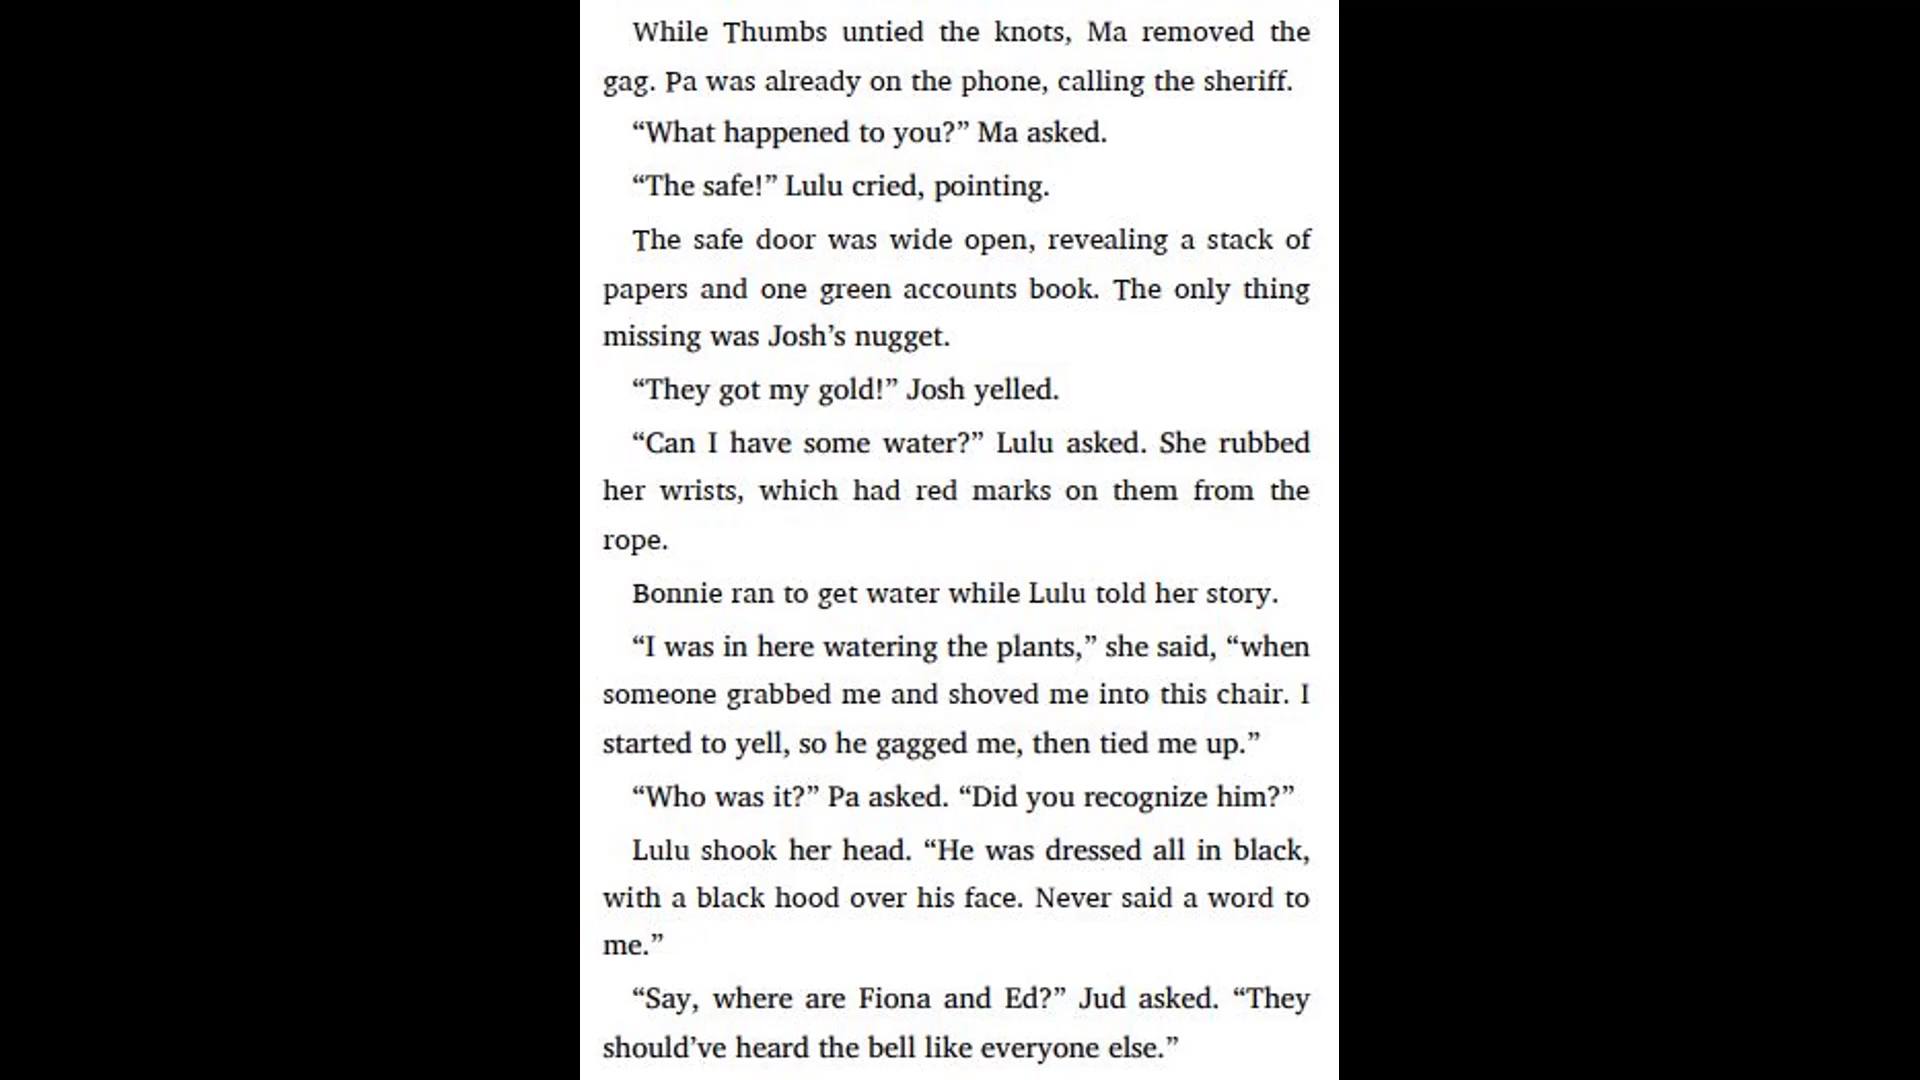 While Thumbs untied the knots, Ma removed the
gag. Pa was already on the phone, calling the sheriff.
“What happened to you?” Ma asked.
“The safe!” Lulu cried, pointing.
The safe door was wide open, revealing a stack of
papers and one green accounts book. The only thing
missing was Josh’s nugget.
“They got my gold!” Josh yelled.
“Can I have some water?” Lulu asked. She rubbed
her wrists, which had red marks on them from the
rope.
Bonnie ran to get water while Lulu told her story.
“I was in here watering the plants,” she said, “when
someone grabbed me and shoved me into this chair. I
started to yell, so he gagged me, then tied me up.”
“Who was it?” Pa asked. “Did you recognize him?”
Lulu shook her head. “He was dressed all in black,
with a black hood over his face. Never said a word to
me.”
“Say, where are Fiona and Ed?” Jud asked. “They
should’ve heard the bell like everyone else.”